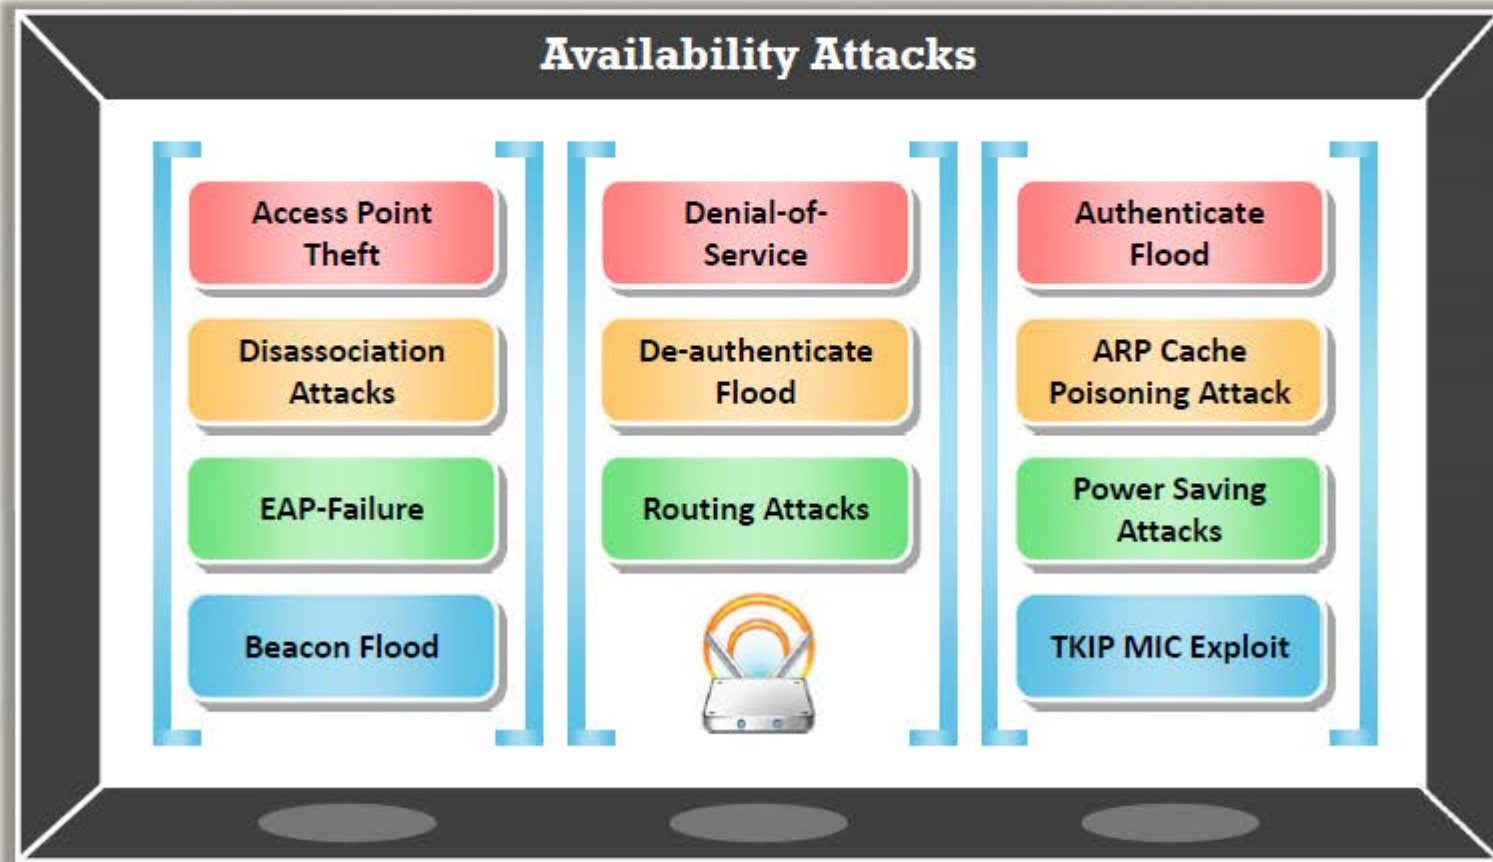 Availability Attacks
Access Point
Theft
Disassociation
Attacks
EAP-Failure
Beacon Flood
Denial-of-
Service
De-authenticate
Flood
Routing Attacks
Authenticate
Flood
ARP Cache
Poisoning Attack
Power Saving
Attacks
TKIP MIC Exploit